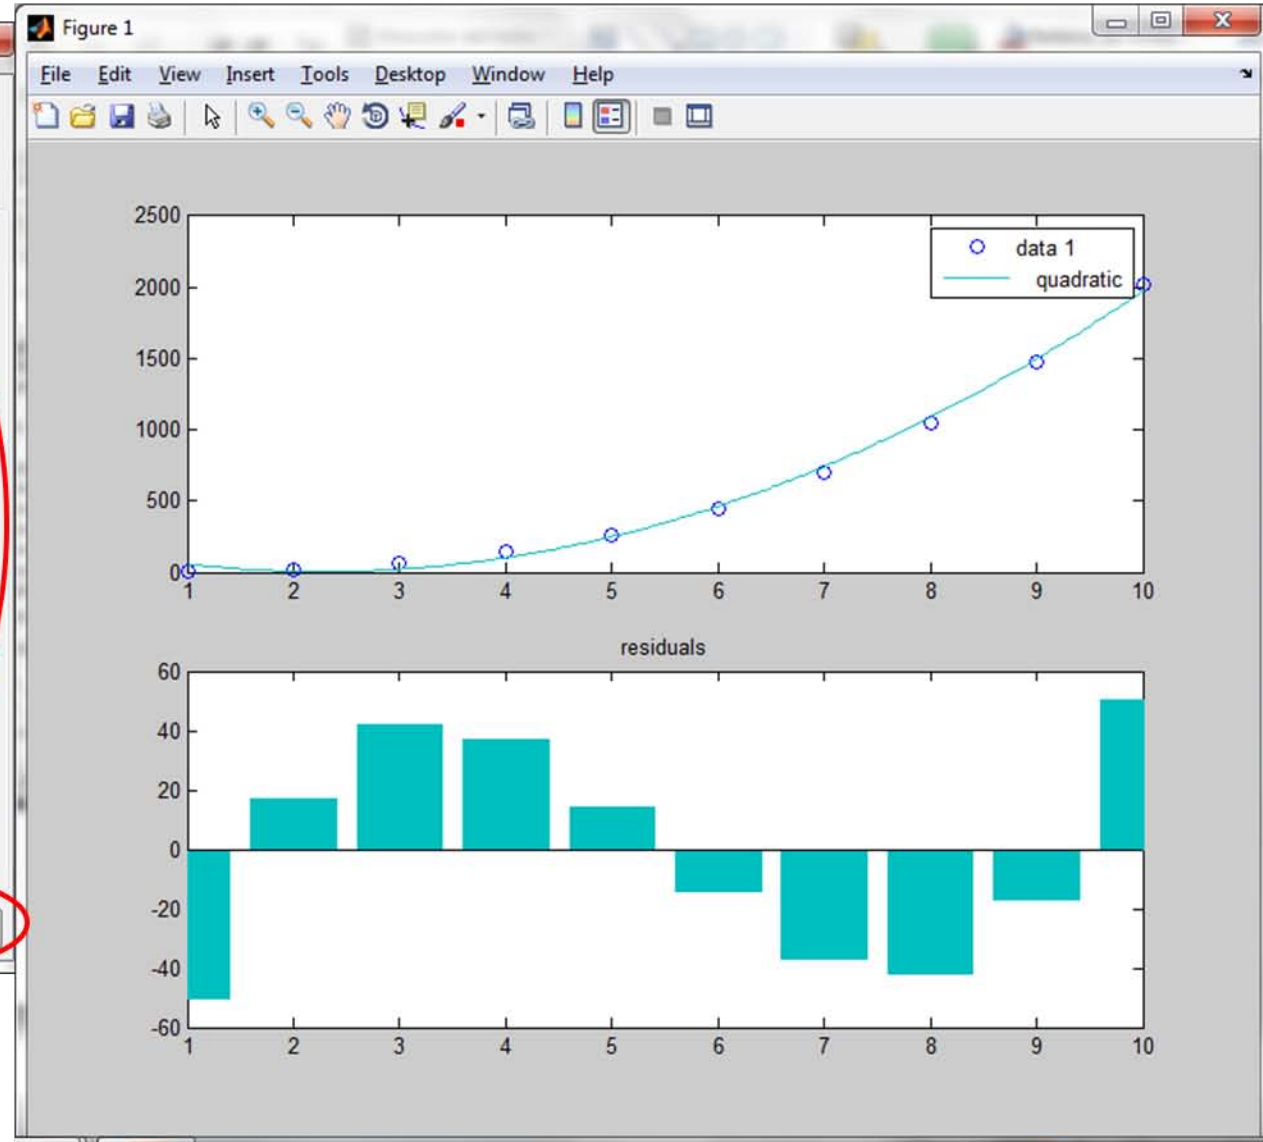 Figure 1
File Edit View Insert Tools Desktop Window Help
2500
2000
1500
1000
500
0
1 2 3 4 5 6 7 8 9 10
data 1
quadratic
residuals
60
40
20
0
-20
-40
-60
1 2 3 4 5 6 7 8 9 10